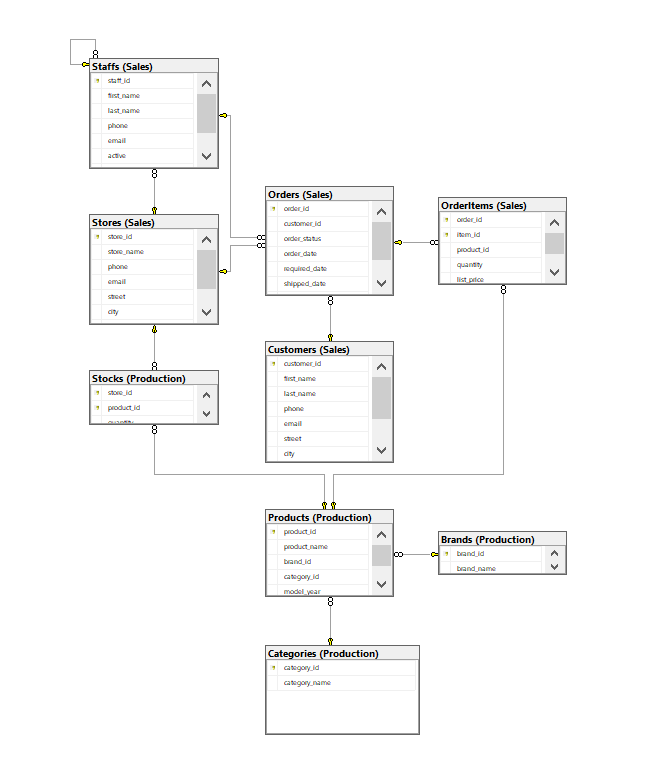 Staffs (Sales)
staff_id
first_name
last_name
phone
email
active
Stores (Sales)
store_id
store_name
phone
email
street
city
Stocks (Production)
store_id
product_id
quantity
Orders (Sales)
order_id
customer_id
order_status
order_date
required_date
shipped_date
Customers (Sales)
customer_id
first_name
last_name
phone
email
street
city
OrderItems (Sales)
order_id
item_id
product_id
quantity
list_price
Products (Production)
product_id
product_name
brand_id
category_id
model_year
Brands (Production)
brand_id
brand_name
Categories (Production)
category_id
category_name